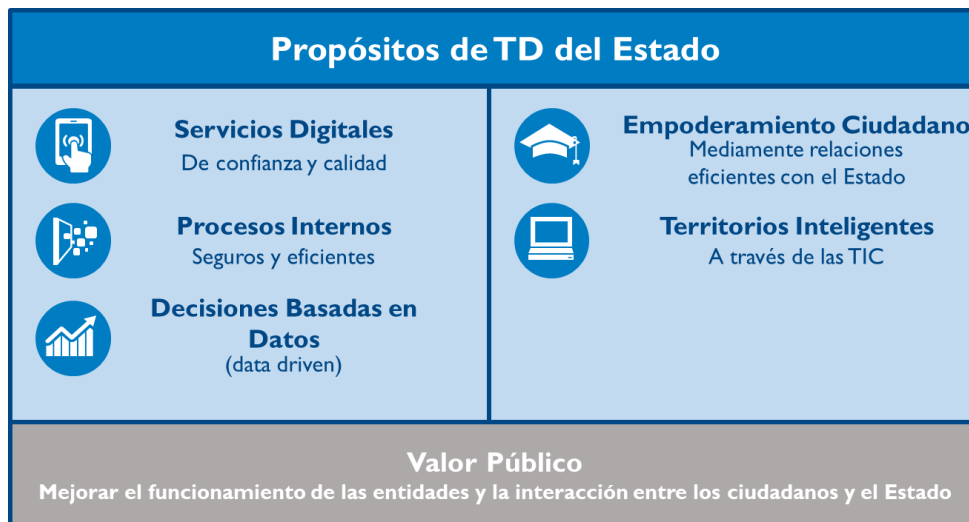 Propósitos de TD del Estado
Servicios Digitales
De confianza y calidad
Procesos Internos
Seguros y eficientes
Decisiones Basadas en
Datos
(data driven)
Empoderamiento Ciudadano
Mediamente relaciones
eficientes con el Estado
Territorios Inteligentes
A través de las TIC
Valor Público
Mejorar el funcionamiento de las entidades y la interacción entre los ciudadanos y el Estado